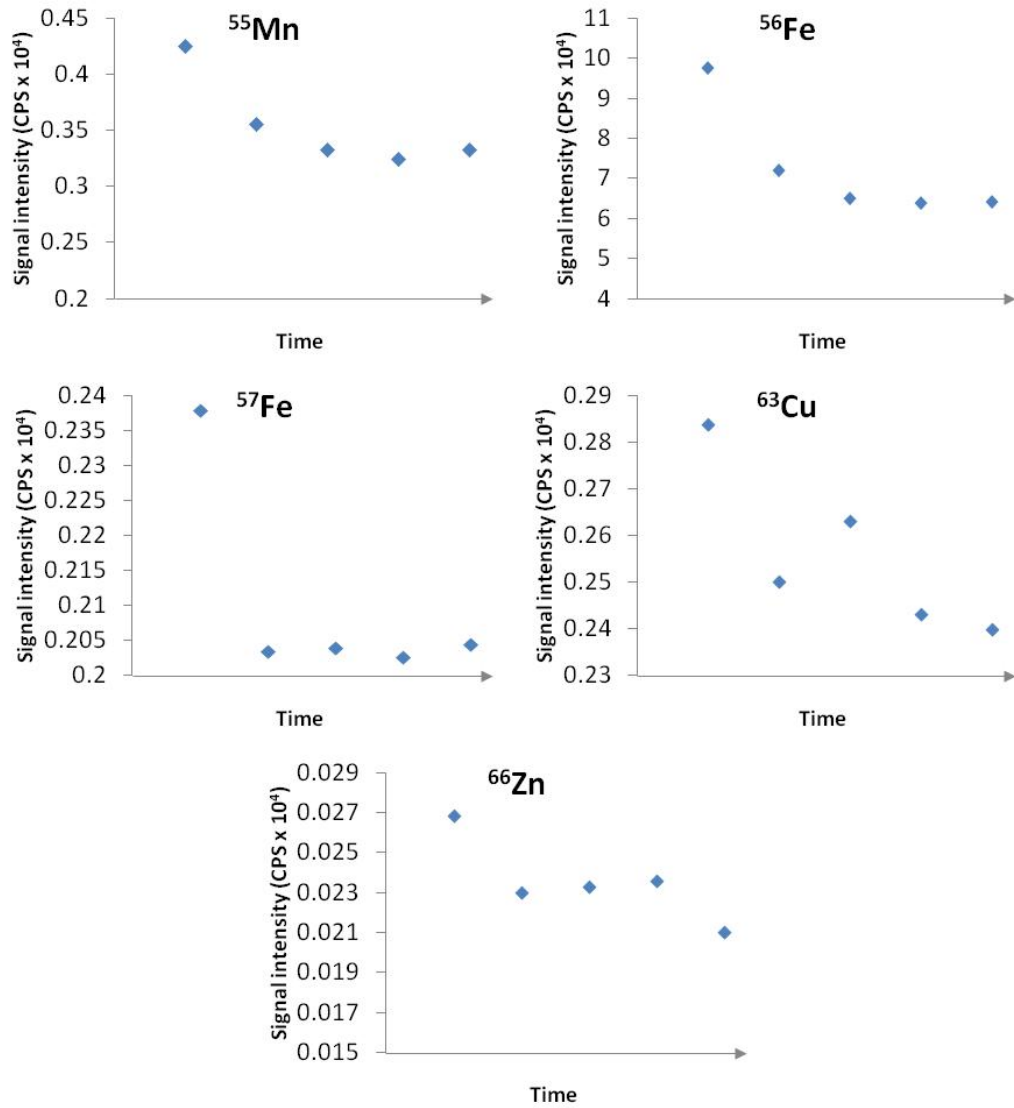 ⁵⁵Mn
Signal intensity (CPS x 10⁴)
0.45
0.4
0.35
0.3
0.25
0.2
Time
⁵⁶Fe
Signal intensity (CPS x 10⁴)
11
10
9
8
7
6
5
4
Time
⁵⁷Fe
Signal intensity (CPS x 10⁴)
0.24
0.235
0.23
0.225
0.22
0.215
0.21
0.205
0.2
Time
⁶³Cu
Signal intensity (CPS x 10⁴)
0.29
0.28
0.27
0.26
0.25
0.24
0.23
Time
⁶⁶Zn
Signal intensity (CPS x 10⁴)
0.029
0.027
0.025
0.023
0.021
0.019
0.017
0.015
Time